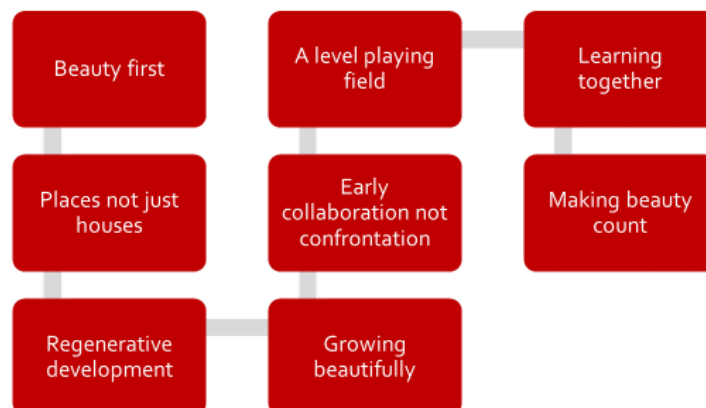 Beauty first
Places not just
houses
Regenerative
development
Growing
beautifully
Early
collaboration not
confrontation
A level playing
field
Learning
together
Making beauty
count